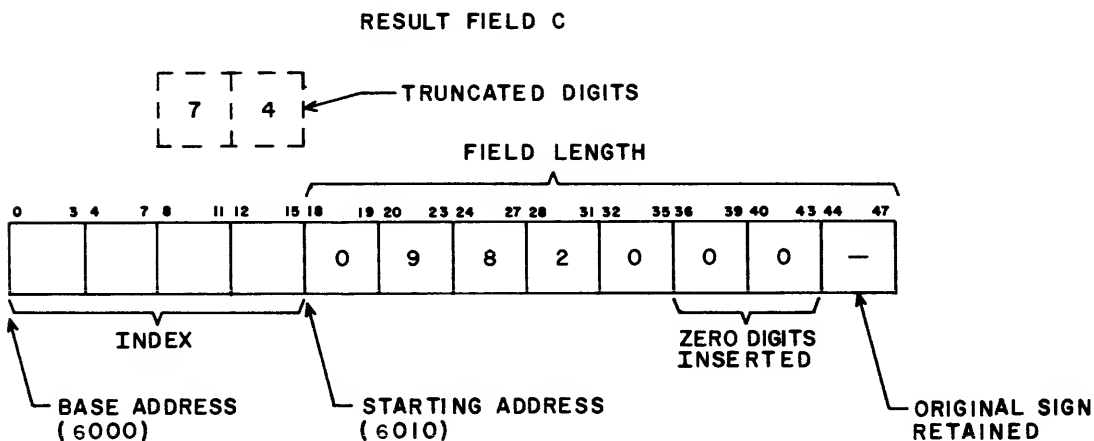 RESULT FIELD C
7 4
TRUNCATED DIGITS
FIELD LENGTH
0 3 4 7 8 11 12 15 18 19 20 23 24 27 28 31 32 35 36 39 40 43 44 47
0 9 8 2 0 0 0 −
INDEX
ZERO DIGITS
INSERTED
BASE ADDRESS
(6000)
STARTING ADDRESS
(6010)
ORIGINAL SIGN
RETAINED